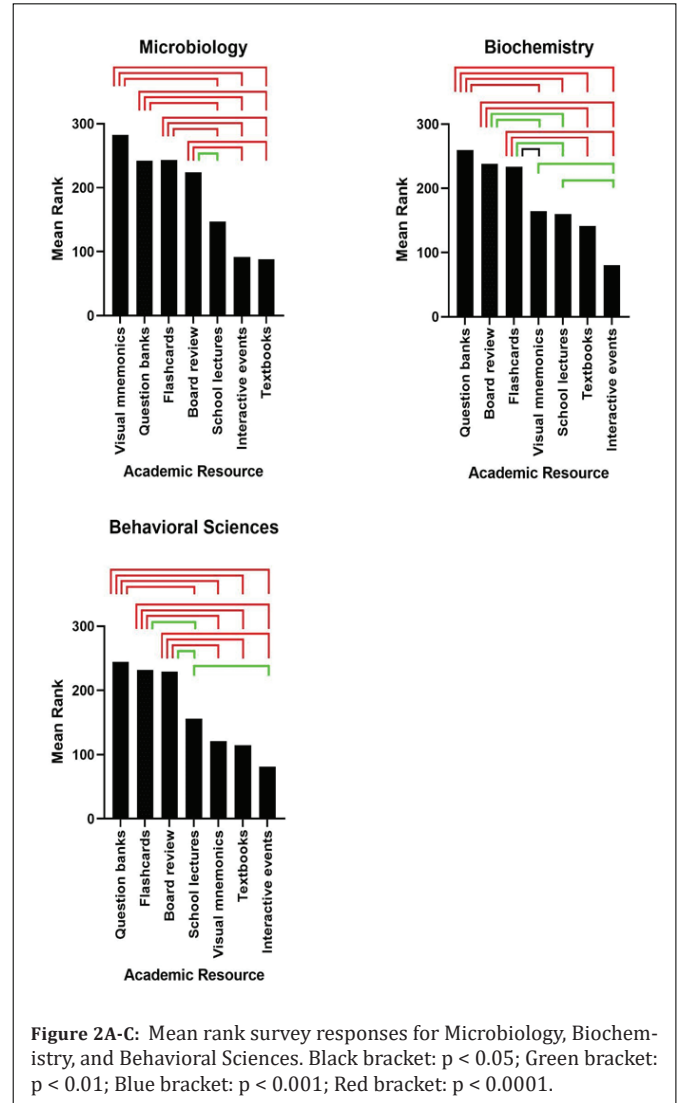 Microbiology
300
200
100
0
Mean Rank
Visual mnemonics
Question banks
Flashcards
Board review
School lectures
Interactive events
Textbooks
Academic Resource
Biochemistry
300
200
100
0
Mean Rank
Question banks
Board review
Flashcards
Visual mnemonics
School lectures
Textbooks
Interactive events
Academic Resource
Behavioral Sciences
300
200
100
0
Mean Rank
Question banks
Flashcards
Board review
School lectures
Visual mnemonics
Textbooks
Interactive events
Academic Resource
Figure 2A-C: Mean rank survey responses for Microbiology, Biochem-
istry, and Behavioral Sciences. Black bracket: p < 0.05; Green bracket:
p < 0.01; Blue bracket: p < 0.001; Red bracket: p < 0.0001.